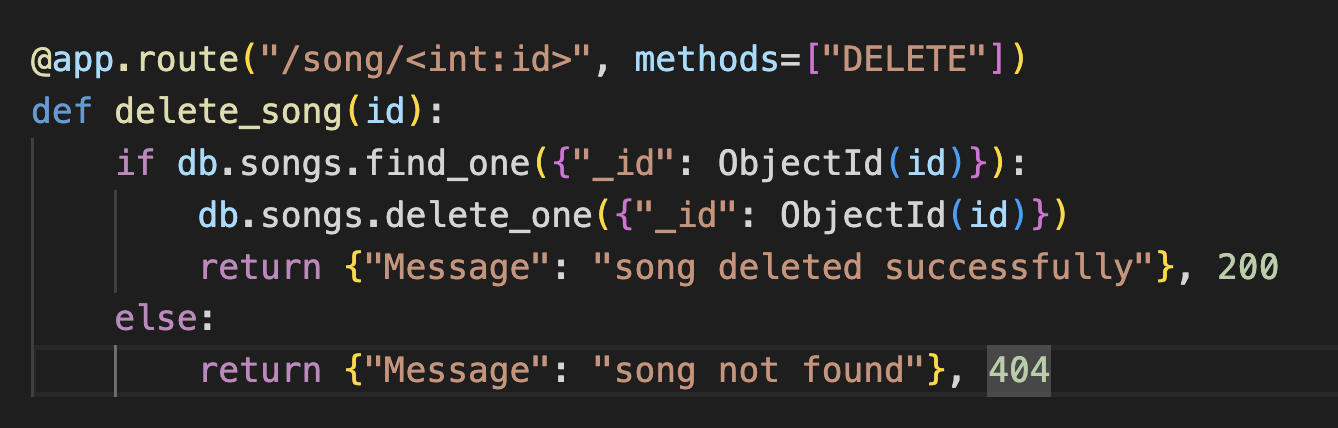 @app.route("/song/<int:id>", methods=["DELETE"])
def delete_song(id):
    if db.songs.find_one({"_id": ObjectId(id)}):
        db.songs.delete_one({"_id": ObjectId(id)})
        return {"Message": "song deleted successfully"}, 200
    else:
        return {"Message": "song not found"}, 404